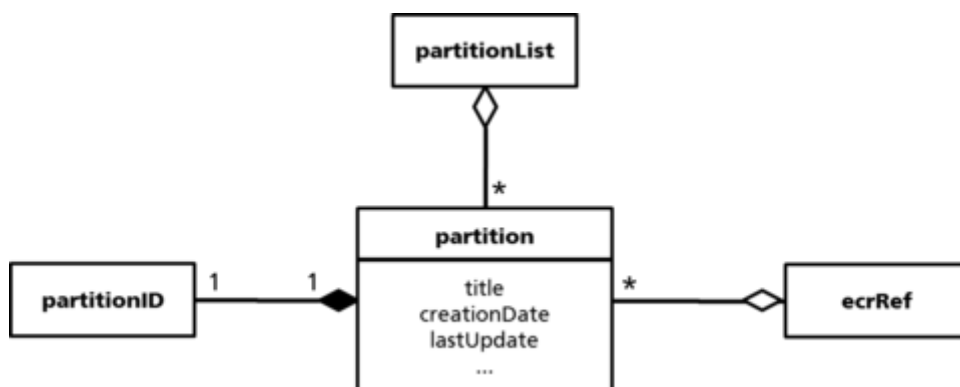 partitionList
*
partition
partitionID
1
1
title
creationDate
lastUpdate
...
*
ecrRef